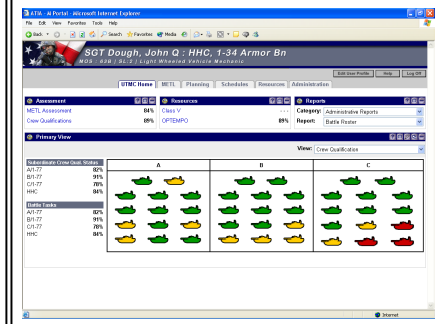 ATM - AI Portal - Microsoft Internet Explorer
File Edit View Favorites Tools Help
Back Search Favorites Media
SGT Dough, John Q : HHC, 1-34 Armor Bn
MOS : 63B | SL:2 | Light Wheeled Vehicle Mechanic
Edit User Profile Help Log Off
UTMC Home METL Planning Schedules Resources Administration
Assessment
METL Assessment 84%
Crew Qualifications 89%
Resources
Class V ---
OPTEMPO 89%
Reports
Category: Administrative Reports
Report: Battle Roster
Primary View
View: Crew Qualification
Subordinate Crew Qual. Status
A/1-77 82%
B/1-77 91%
C/1-77 78%
HHC 84%
Battle Tasks
A/1-77 82%
B/1-77 91%
C/1-77 78%
HHC 84%
A B C
Internet